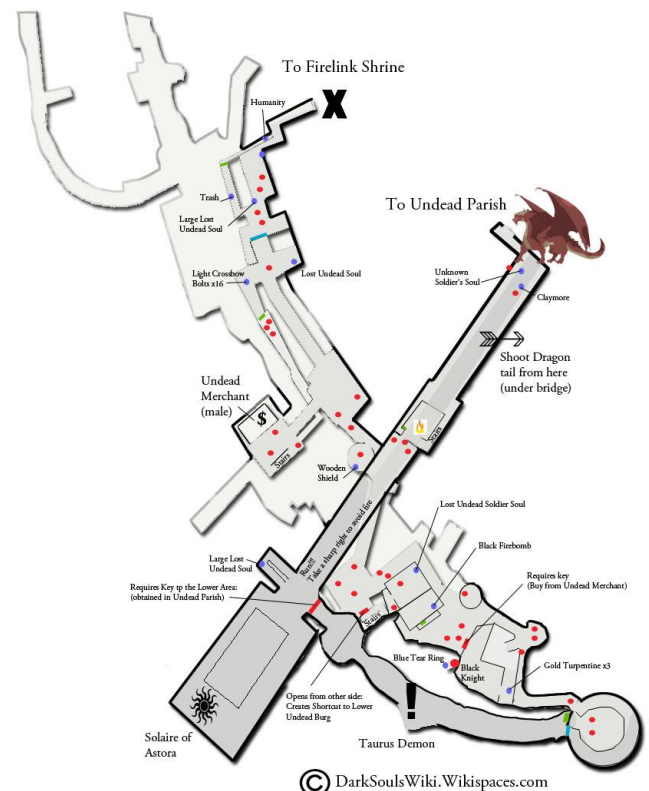 To Firelink Shrine
X
Humanity
Trash
Large Lost
Undead Soul
To Undead Parish
Unknown
Soldier's Soul
Claymore
Light Crossbow
Bolts x16
Lost Undead Soul
Shoot Dragon
tail from here
(under bridge)
Undead
Merchant
(male)
$
Stairs
Stairs
Wooden
Shield
Run!!!
Take a sharp right to avoid fire
Lost Undead Soldier Soul
Black Firebomb
Large Lost
Undead Soul
Requires key
(Buy from Undead Merchant)
Requires Key tp the Lower Area:
(obtained in Undead Parish)
Stairs
Blue Tear Ring
Black
Knight
Gold Turpentine x3
Opens from other side:
Creates Shortcut to Lower
Undead Burg
!
Taurus Demon
Solaire of
Astora
© DarkSoulsWiki.Wikispaces.com